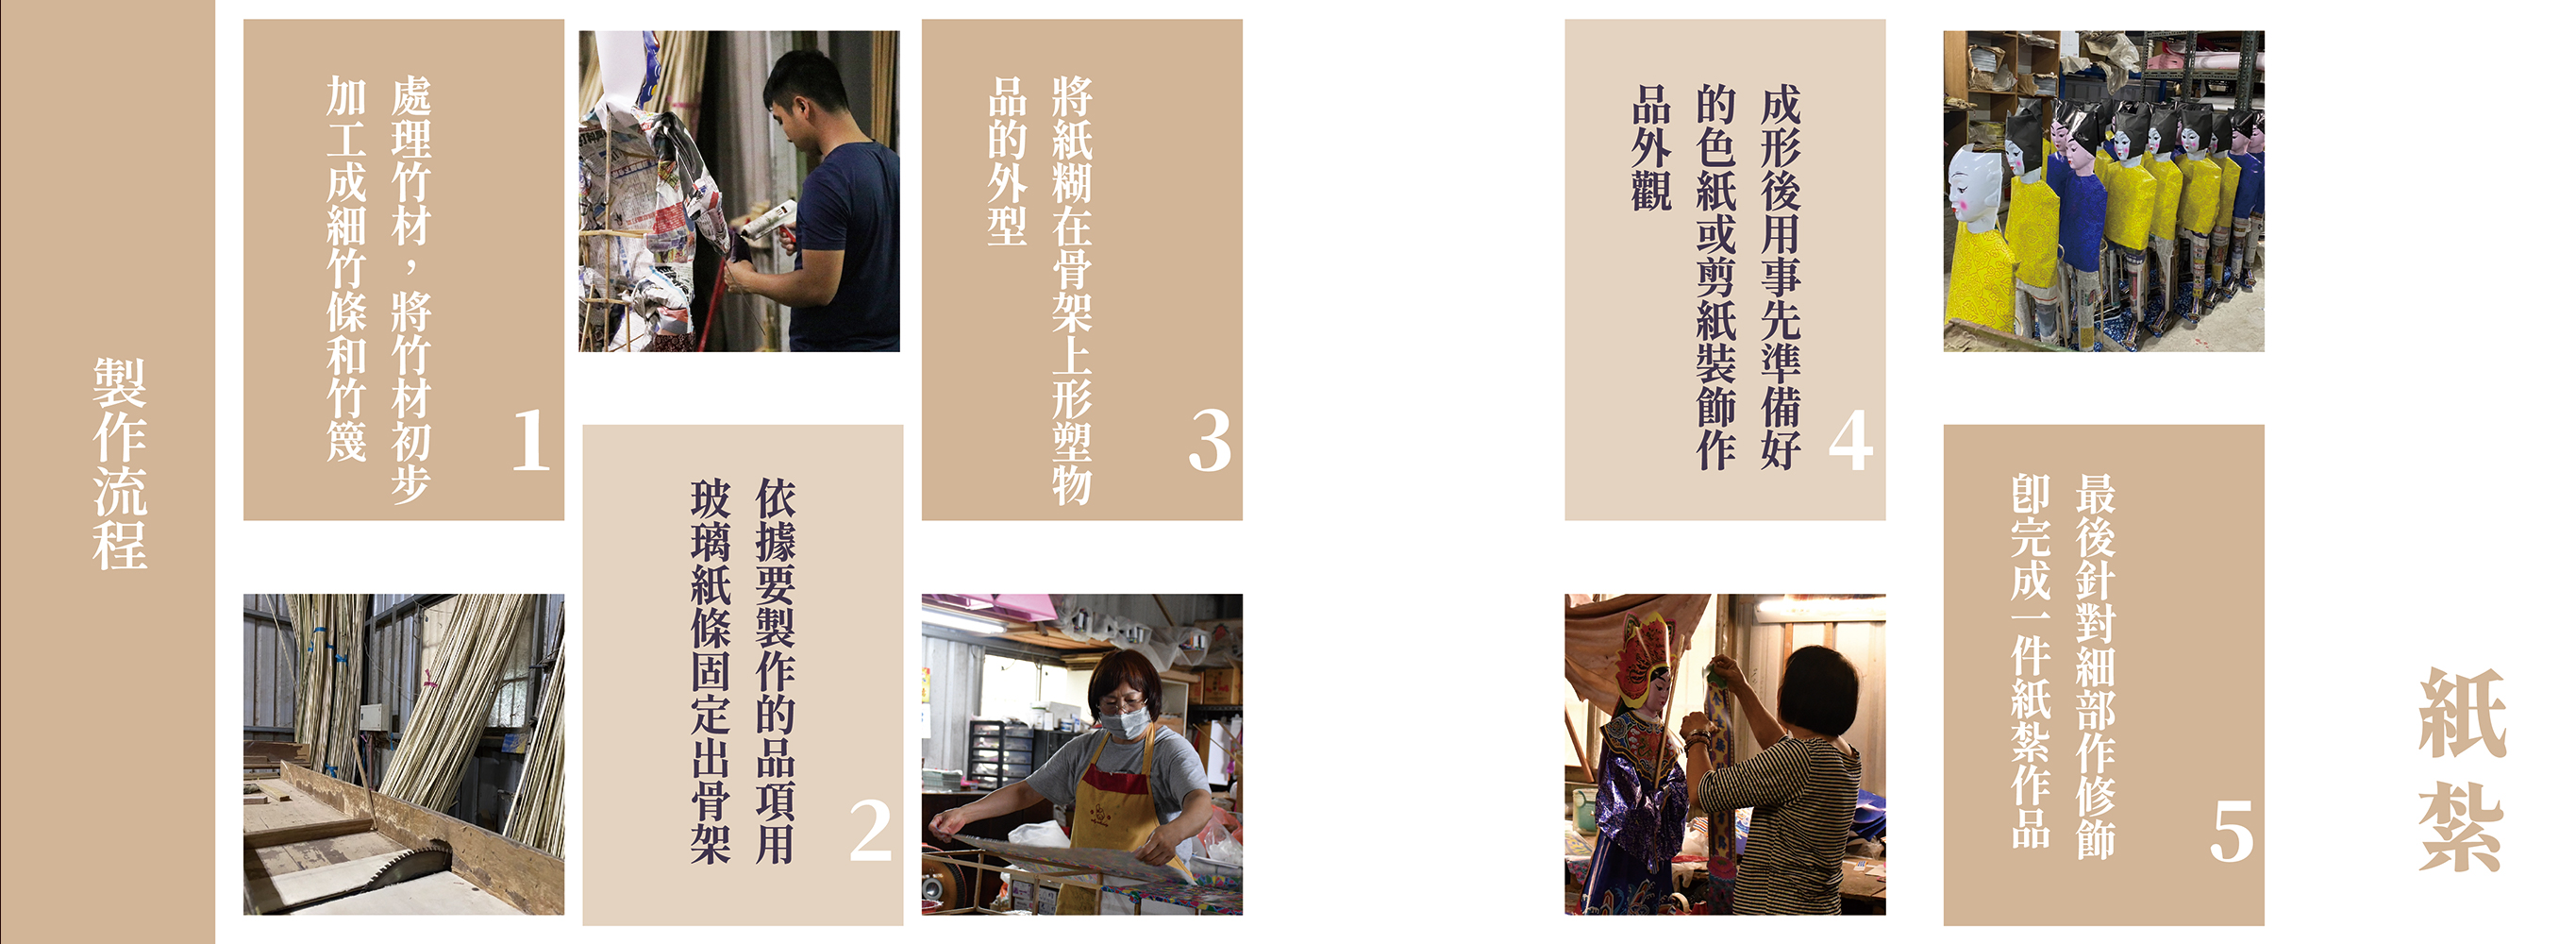 製作流程
1
處理竹材，將竹材初步
加工成細竹條和竹篾
2
依據要製作的品項用
玻璃紙條固定出骨架
3
將紙糊在骨架上形塑物
品的外型
4
成形後用事先準備好
的色紙或剪紙裝飾作
品外觀
5
最後針對細部作修飾
即完成一件紙紮作品
紙紮